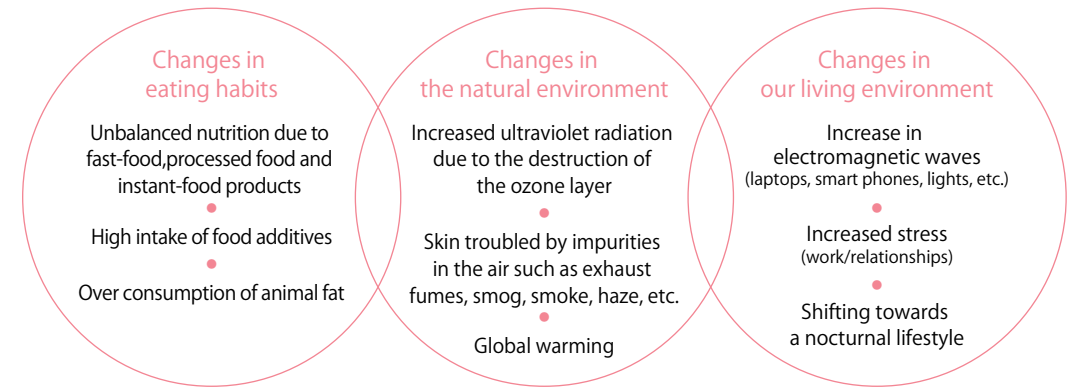 Changes in
eating habits
Unbalanced nutrition due to
fast-food,processed food and
instant-food products
High intake of food additives
Over consumption of animal fat
Changes in
the natural environment
Increased ultraviolet radiation
due to the destruction of
the ozone layer
Skin troubled by impurities
in the air such as exhaust
fumes, smog, smoke, haze, etc.
Global warming
Changes in
our living environment
Increase in
electromagnetic waves
(laptops, smart phones, lights, etc.)
Increased stress
(work/relationships)
Shifting towards
a nocturnal lifestyle